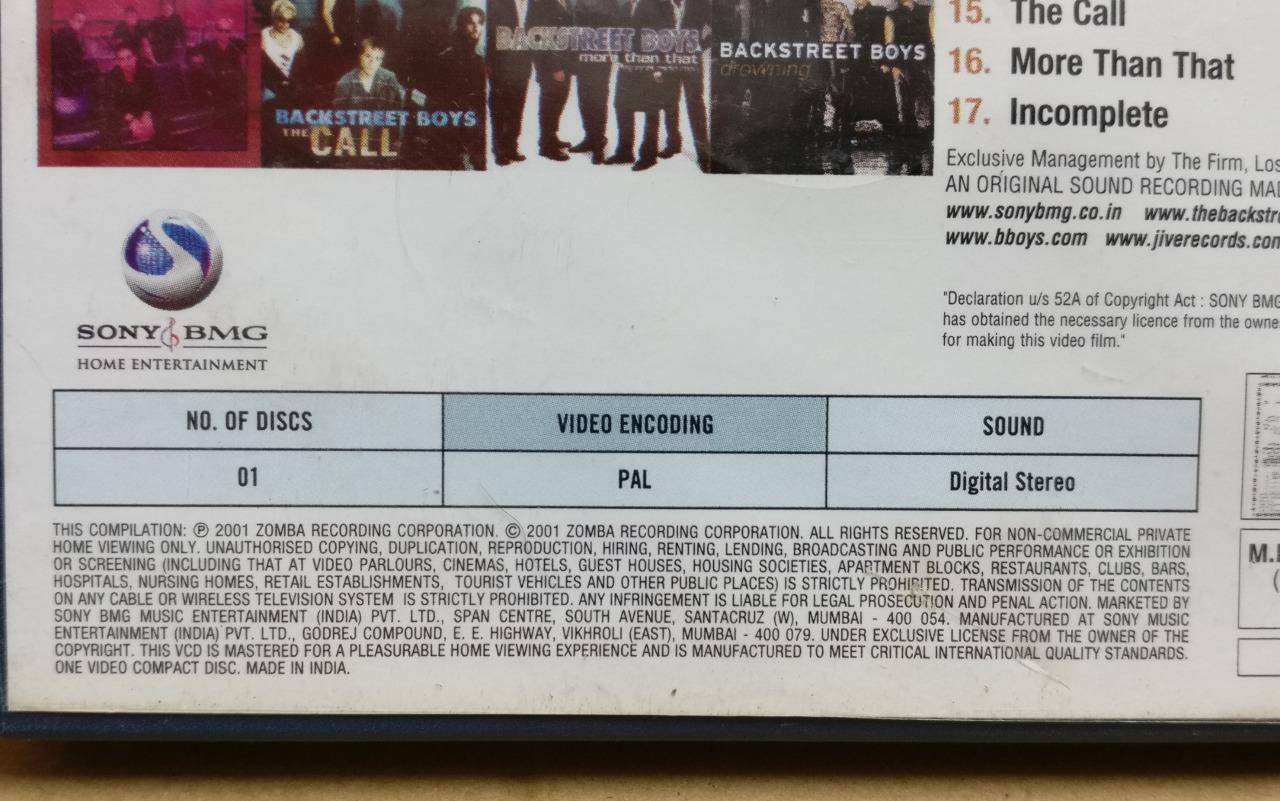 BACKSTREET BOYS
THE
CALL
BACKSTREET BOYS
more than that
BACKSTREET BOYS
drowning
15. The Call
16. More Than That
17. Incomplete
Exclusive Management by The Firm, Los
AN ORIGINAL SOUND RECORDING
www.sonybmg.co.in www.thebackstr
www.bboys.com www.jiverecords.con
"Declaration u/s 52A of Copyright Act : SONY BMG
has obtained the necessary licence from the owne
for making this video film."
SONY BMG
HOME ENTERTAINMENT
NO. OF DISCS VIDEO ENCODING SOUND
01 PAL Digital Stereo
THIS COMPILATION: ℗ 2001 ZOMBA RECORDING CORPORATION. © 2001 ZOMBA RECORDING CORPORATION. ALL RIGHTS RESERVED. FOR NON-COMMERCIAL PRIVATE
HOME VIEWING ONLY. UNAUTHORISED COPYING, DUPLICATION, REPRODUCTION, HIRING, RENTING, LENDING, BROADCASTING AND PUBLIC PERFORMANCE OR EXHIBITION
OR SCREENING (INCLUDING THAT AT VIDEO PARLOURS, CINEMAS, HOTELS, GUEST HOUSES, HOUSING SOCIETIES, APARTMENT BLOCKS, RESTAURANTS, CLUBS, BARS,
HOSPITALS, NURSING HOMES, RETAIL ESTABLISHMENTS, TOURIST VEHICLES AND OTHER PUBLIC PLACES) IS STRICTLY PROHIBITED. TRANSMISSION OF THE CONTENTS
ON ANY CABLE OR WIRELESS TELEVISION SYSTEM IS STRICTLY PROHIBITED. ANY INFRINGEMENT IS LIABLE FOR LEGAL PROSECUTION AND PENAL ACTION. MARKETED BY
SONY BMG MUSIC ENTERTAINMENT (INDIA) PVT. LTD., SPAN CENTRE, SOUTH AVENUE, SANTACRUZ (W), MUMBAI - 400 054. MANUFACTURED AT SONY MUSIC
ENTERTAINMENT (INDIA) PVT. LTD., GODREJ COMPOUND, E. E. HIGHWAY, VIKHROLI (EAST), MUMBAI - 400 079. UNDER EXCLUSIVE LICENSE FROM THE OWNER OF THE
COPYRIGHT. THIS VCD IS MASTERED FOR A PLEASURABLE HOME VIEWING EXPERIENCE AND IS MANUFACTURED TO MEET CRITICAL INTERNATIONAL QUALITY STANDARDS.
ONE VIDEO COMPACT DISC. MADE IN INDIA.